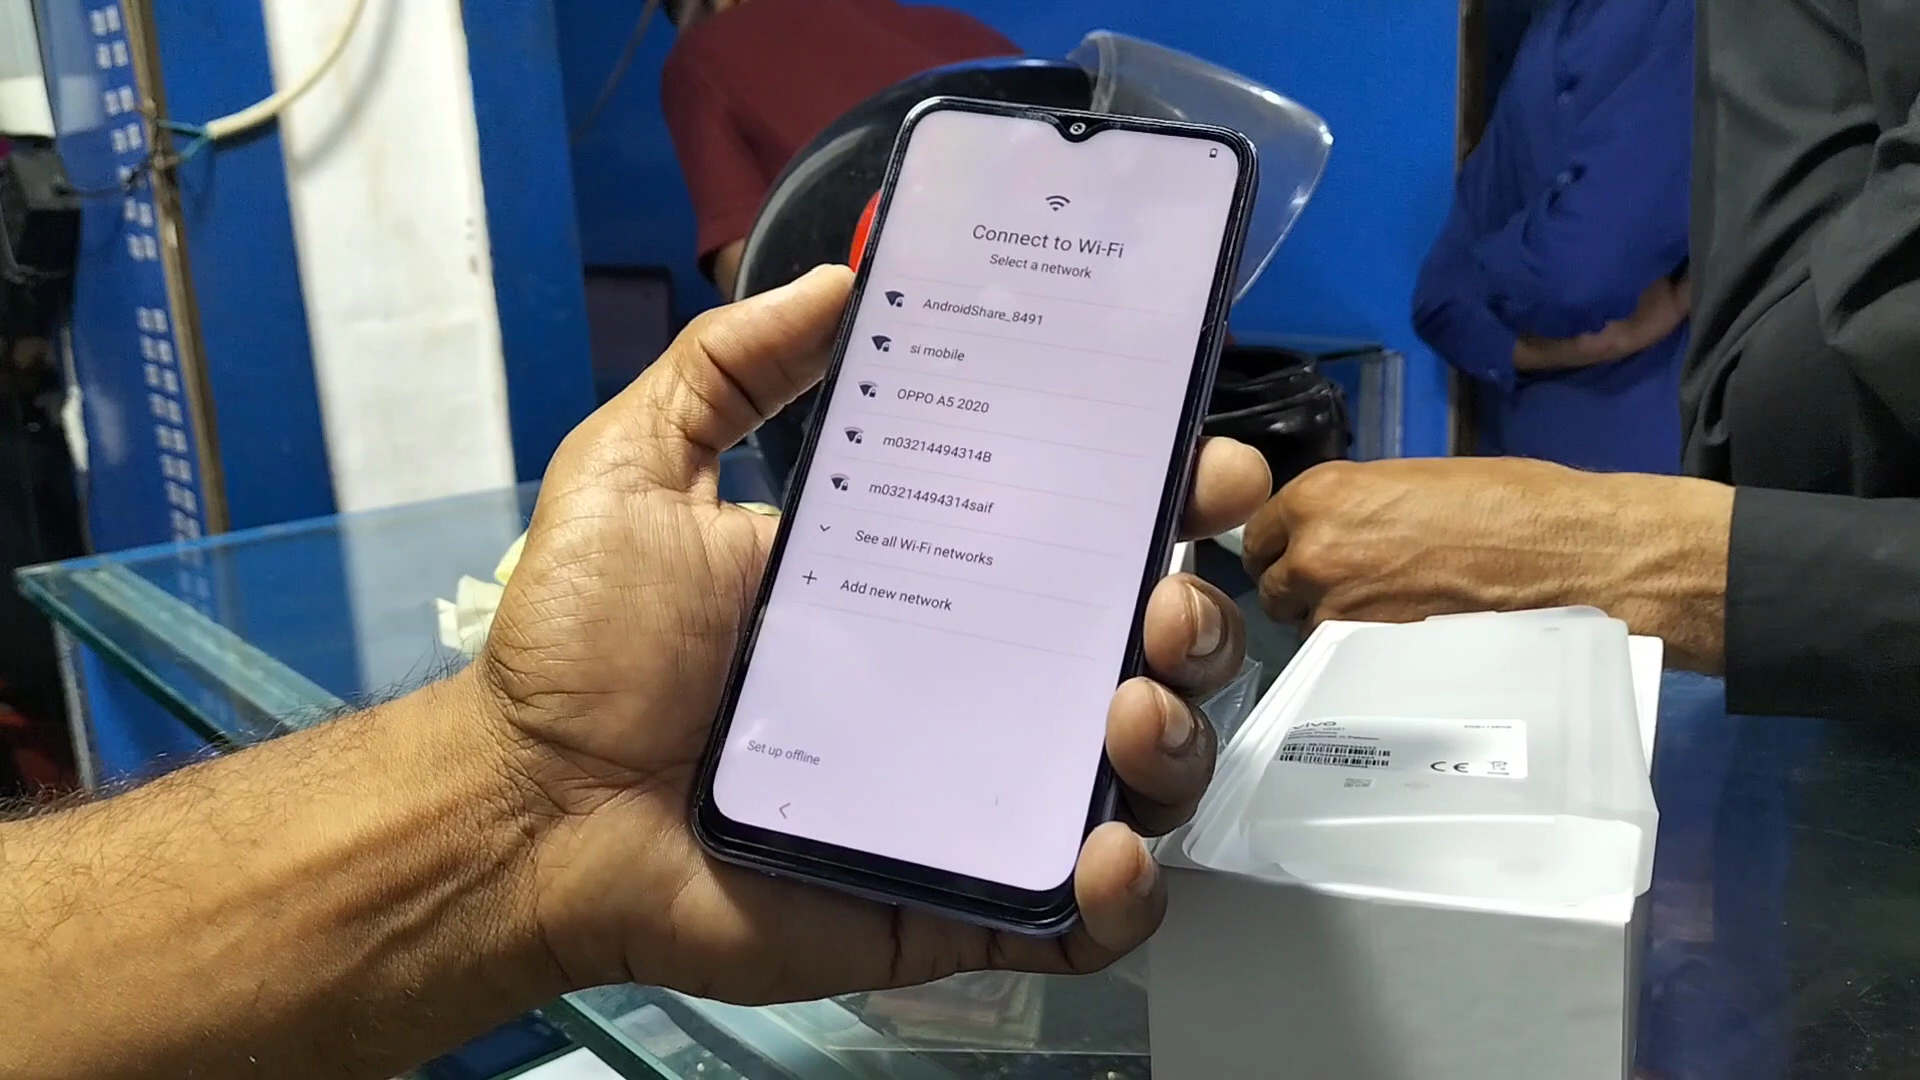 Connect to Wi-Fi
Select a network
AndroidShare_8491
si mobile
OPPO A5 2020
m03214494314B
m03214494314saif
See all Wi-Fi networks
Add new network
Set up offline
vivo
CE